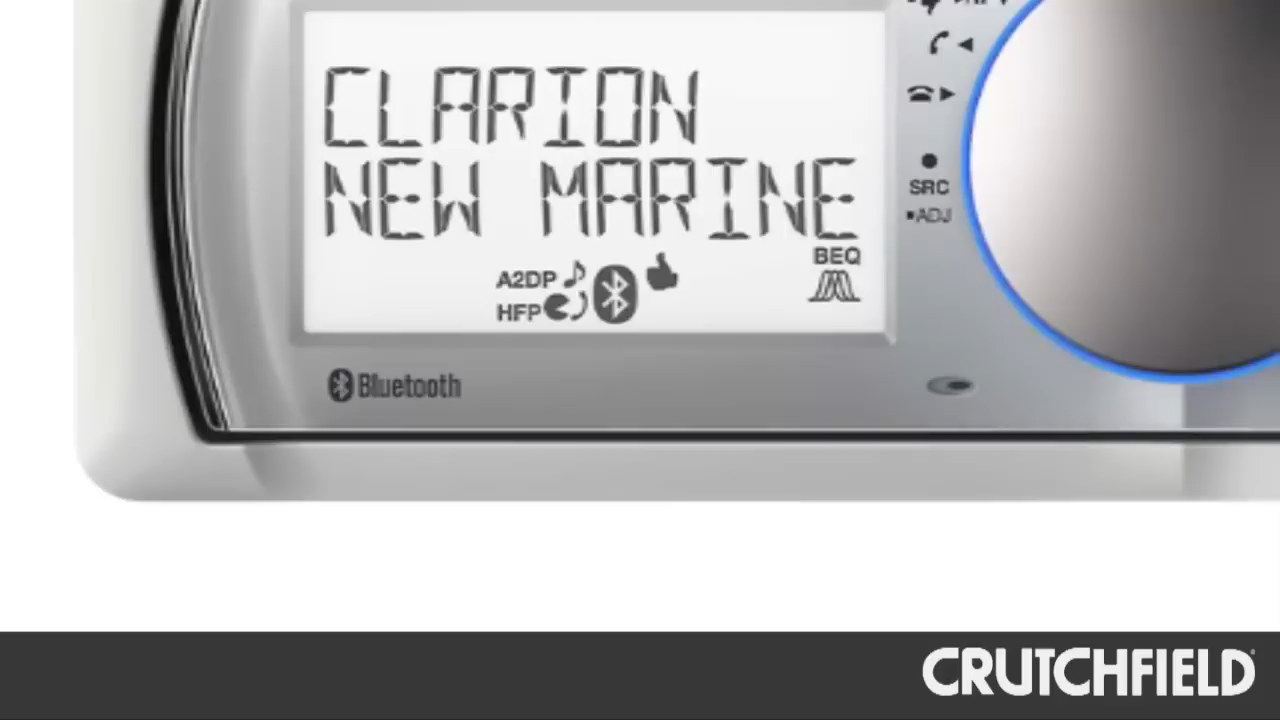 CLARION
NEW MARINE
BEQ
A2DP
HFP
SRC
ADJ
Bluetooth
CRUTCHFIELD